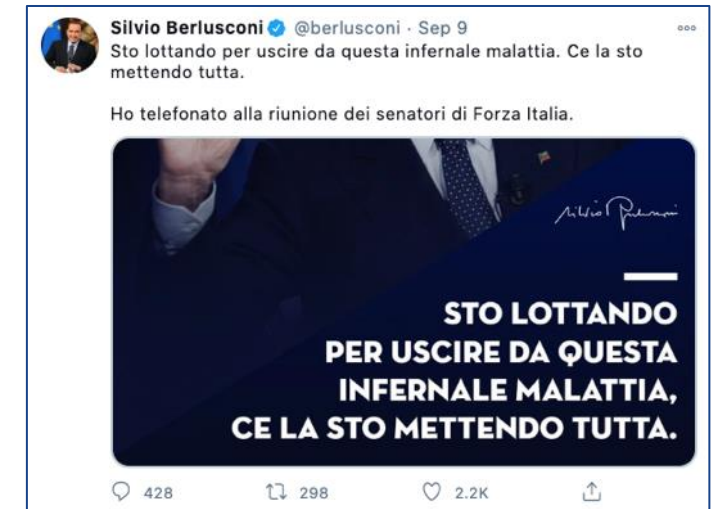 Silvio Berlusconi @berlusconi · Sep 9
Sto lottando per uscire da questa infernale malattia. Ce la sto
mettendo tutta.
Ho telefonato alla riunione dei senatori di Forza Italia.
Silvio Berlusconi
STO LOTTANDO
PER USCIRE DA QUESTA
INFERNALE MALATTIA,
CE LA STO METTENDO TUTTA.
428 298 2.2K